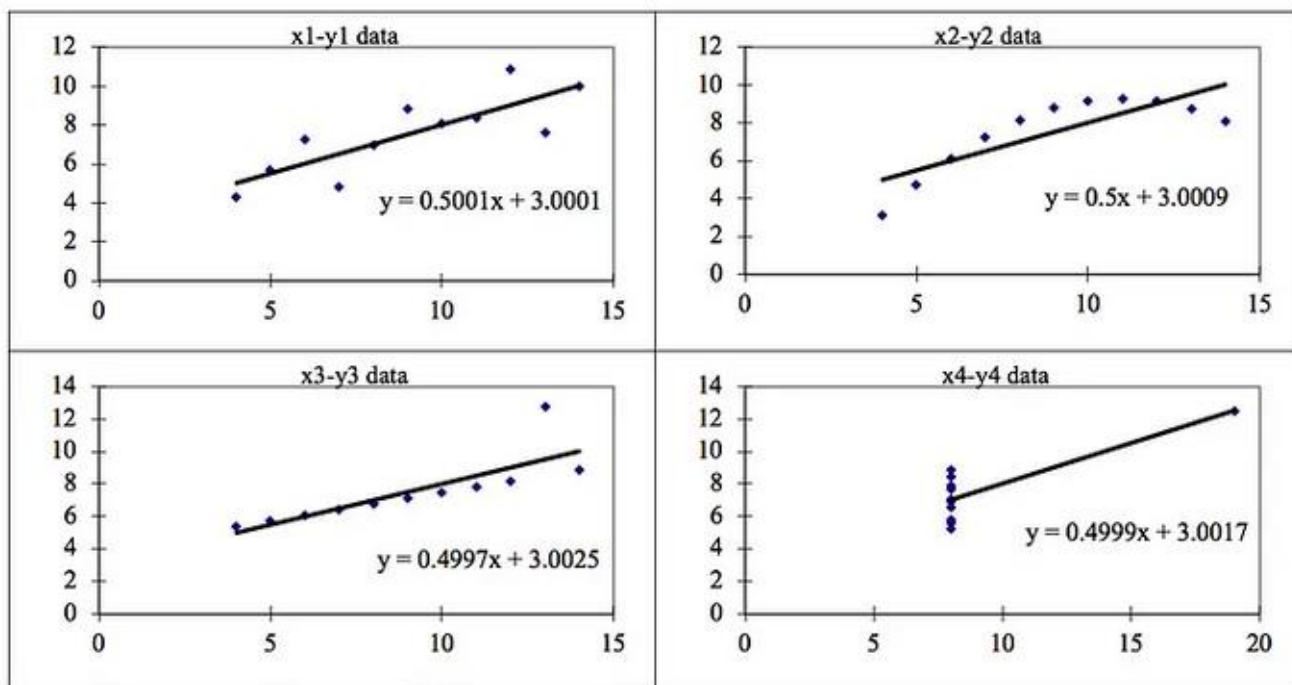 x1-y1 data
12
10
8
6
4
2
0
y = 0.5001x + 3.0001
0 5 10 15
x2-y2 data
12
10
8
6
4
2
0
y = 0.5x + 3.0009
0 5 10 15
x3-y3 data
14
12
10
8
6
4
2
0
y = 0.4997x + 3.0025
0 5 10 15
x4-y4 data
14
12
10
8
6
4
2
0
y = 0.4999x + 3.0017
0 5 10 15 20